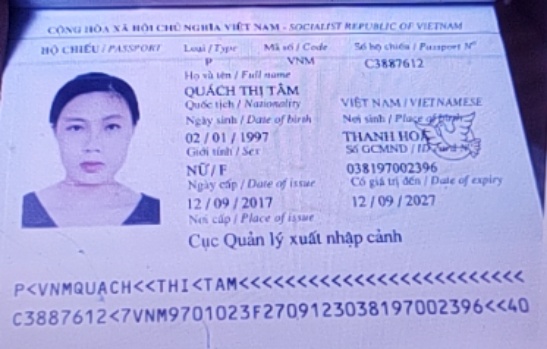 CỘNG HÒA XÃ HỘI CHỦ NGHĨA VIỆT NAM - SOCIALIST REPUBLIC OF VIETNAM
HỘ CHIẾU / PASSPORT Loại / Type Mã số / Code Số hộ chiếu / Passport Nº
P VNM C3887612
Họ và tên / Full name
QUÁCH THỊ TÂM
Quốc tịch / Nationality VIỆT NAM / VIETNAMESE
Ngày sinh / Date of birth Nơi sinh / Place of birth
02 / 01 / 1997 THANH HOÁ
Giới tính / Sex Số GCMND / ID Card Nº
NỮ / F 038197002396
Ngày cấp / Date of issue Có giá trị đến / Date of expiry
12 / 09 / 2017 12 / 09 / 2027
Nơi cấp / Place of issue
Cục Quản lý xuất nhập cảnh
P<VNMQUACH<<THI<TAM<<<<<<<<<<<<<<<<<<<<<<<<<
C3887612<7VNM9701023F2709123038197002396<<40